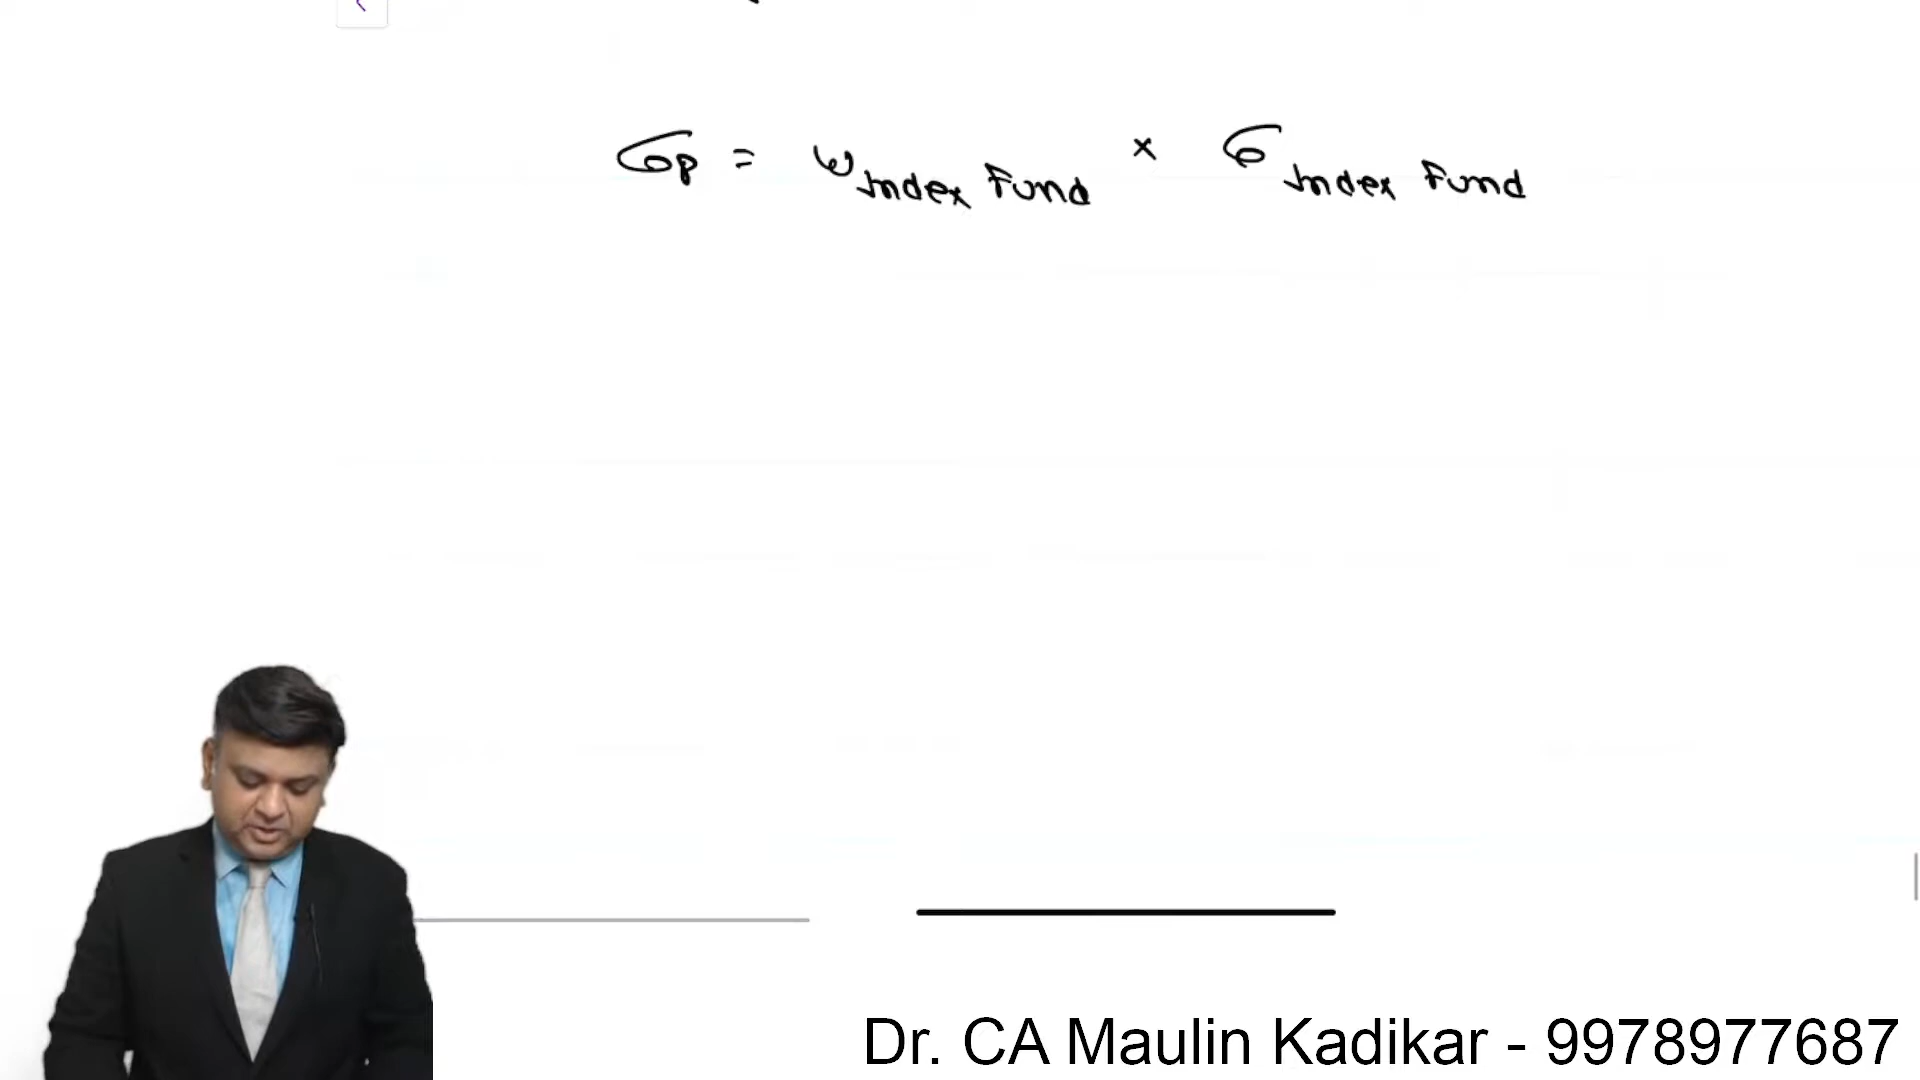 σp = ω Index Fund × σ Index Fund
Dr. CA Maulin Kadikar - 9978977687